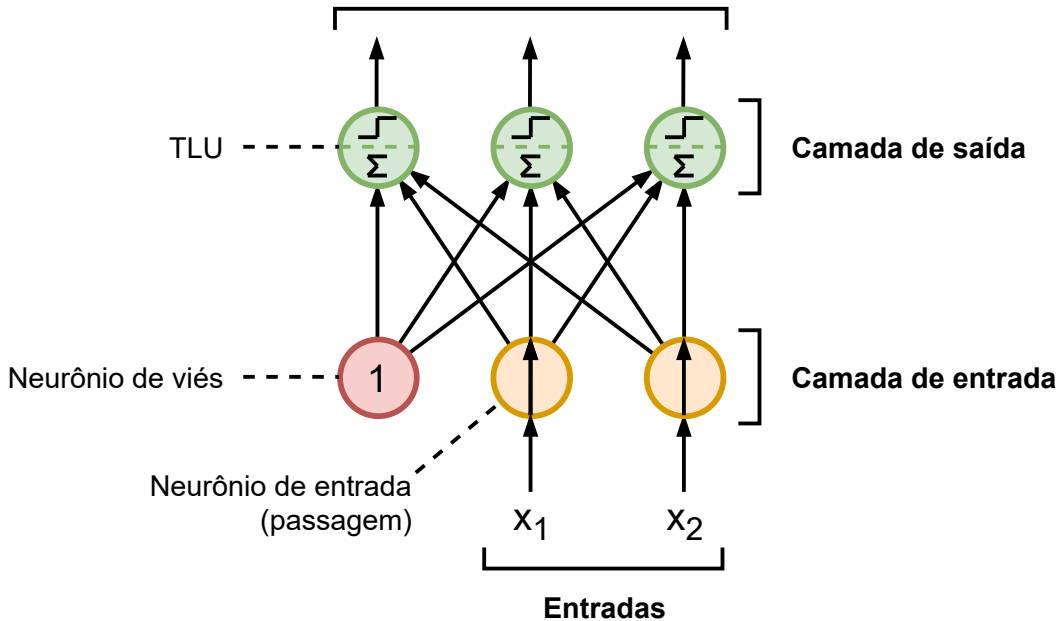 Σ Σ Σ
TLU
Camada de saída
1
Neurônio de viés
Camada de entrada
Neurônio de entrada
(passagem)
x₁ x₂
Entradas